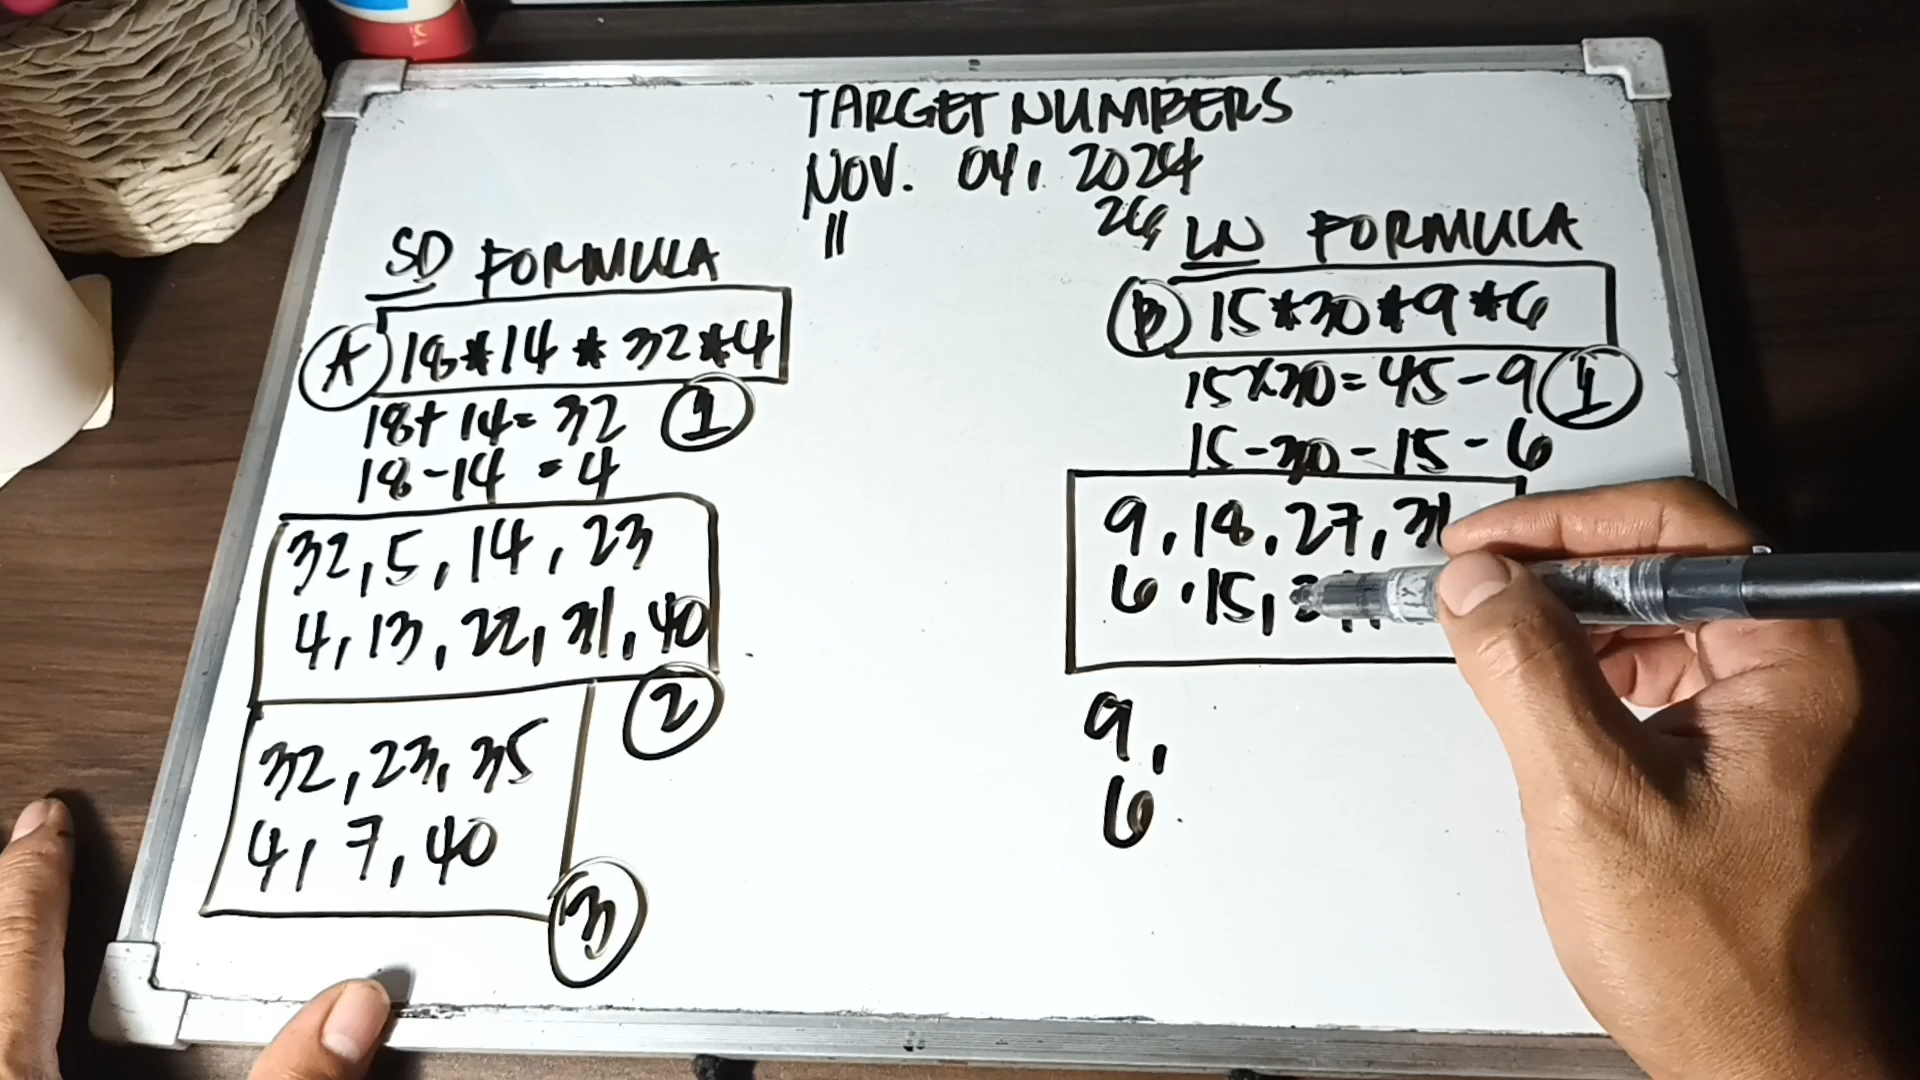 TARGET NUMBERS
NOV. 04, 2024
11
26
SD FORMULA
A 18*14*32*4
18+14=32 1
18-14=4
32,5,14,23
4,13,22,31,40
2
32,23,35
4,7,40
3
LN FORMULA
B 15*30*9*6
15x30=45-9 1
15-30-15-6
9,18,27,31
6,15,
9,
6